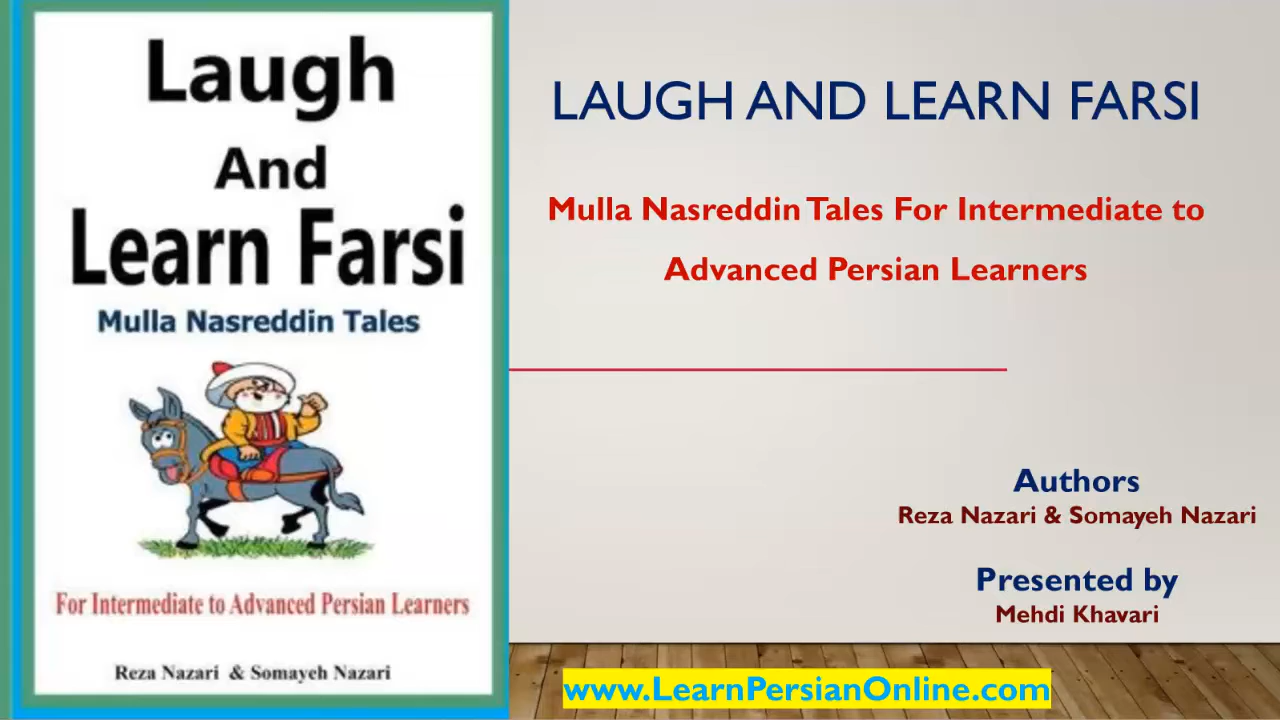 Laugh
And
Learn Farsi
Mulla Nasreddin Tales
For Intermediate to Advanced Persian Learners
Reza Nazari & Somayeh Nazari
LAUGH AND LEARN FARSI
Mulla Nasreddin Tales For Intermediate to
Advanced Persian Learners
Authors
Reza Nazari & Somayeh Nazari
Presented by
Mehdi Khavari
www.LearnPersianOnline.com